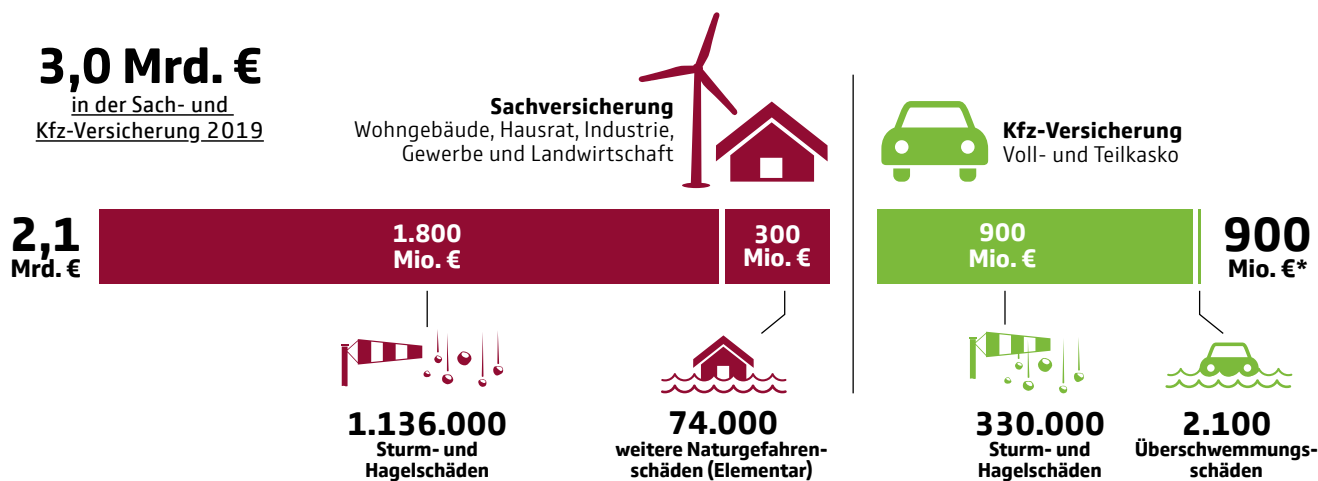 3,0 Mrd. €
in der Sach- und
Kfz-Versicherung 2019
Sachversicherung
Wohngebäude, Hausrat, Industrie,
Gewerbe und Landwirtschaft
Kfz-Versicherung
Voll- und Teilkasko
2,1
Mrd. €
1.800
Mio. €
300
Mio. €
900
Mio. €
900
Mio. €*
1.136.000
Sturm- und
Hagelschäden
74.000
weitere Naturgefahren-
schäden (Elementar)
330.000
Sturm- und
Hagelschäden
2.100
Überschwemmungs-
schäden